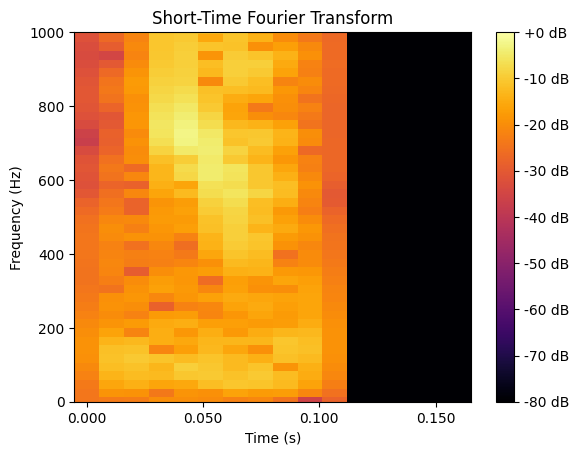 Short-Time Fourier Transform
1000
800
600
400
200
0
Frequency (Hz)
0.000
0.050
0.100
0.150
Time (s)
+0 dB
-10 dB
-20 dB
-30 dB
-40 dB
-50 dB
-60 dB
-70 dB
-80 dB